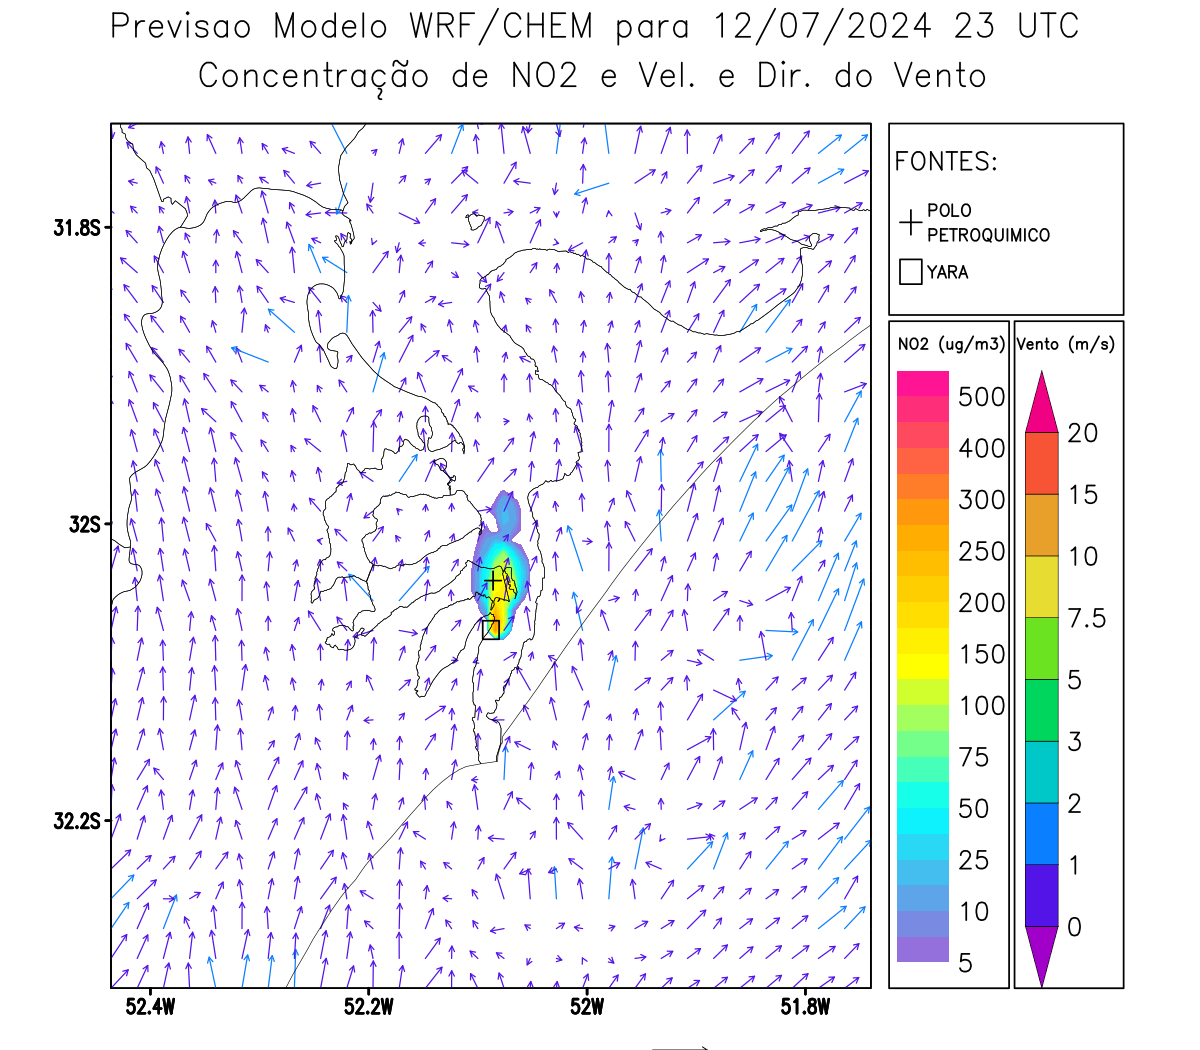 Previsao Modelo WRF/CHEM para 12/07/2024 23 UTC
Concentração de NO2 e Vel. e Dir. do Vento
FONTES:
POLO
PETROQUIMICO
YARA
NO2 (ug/m3)
500
400
300
250
200
150
100
75
50
25
10
5
Vento (m/s)
20
15
10
7.5
5
3
2
1
0
31.8S
32S
32.2S
52.4W
52.2W
52W
51.8W